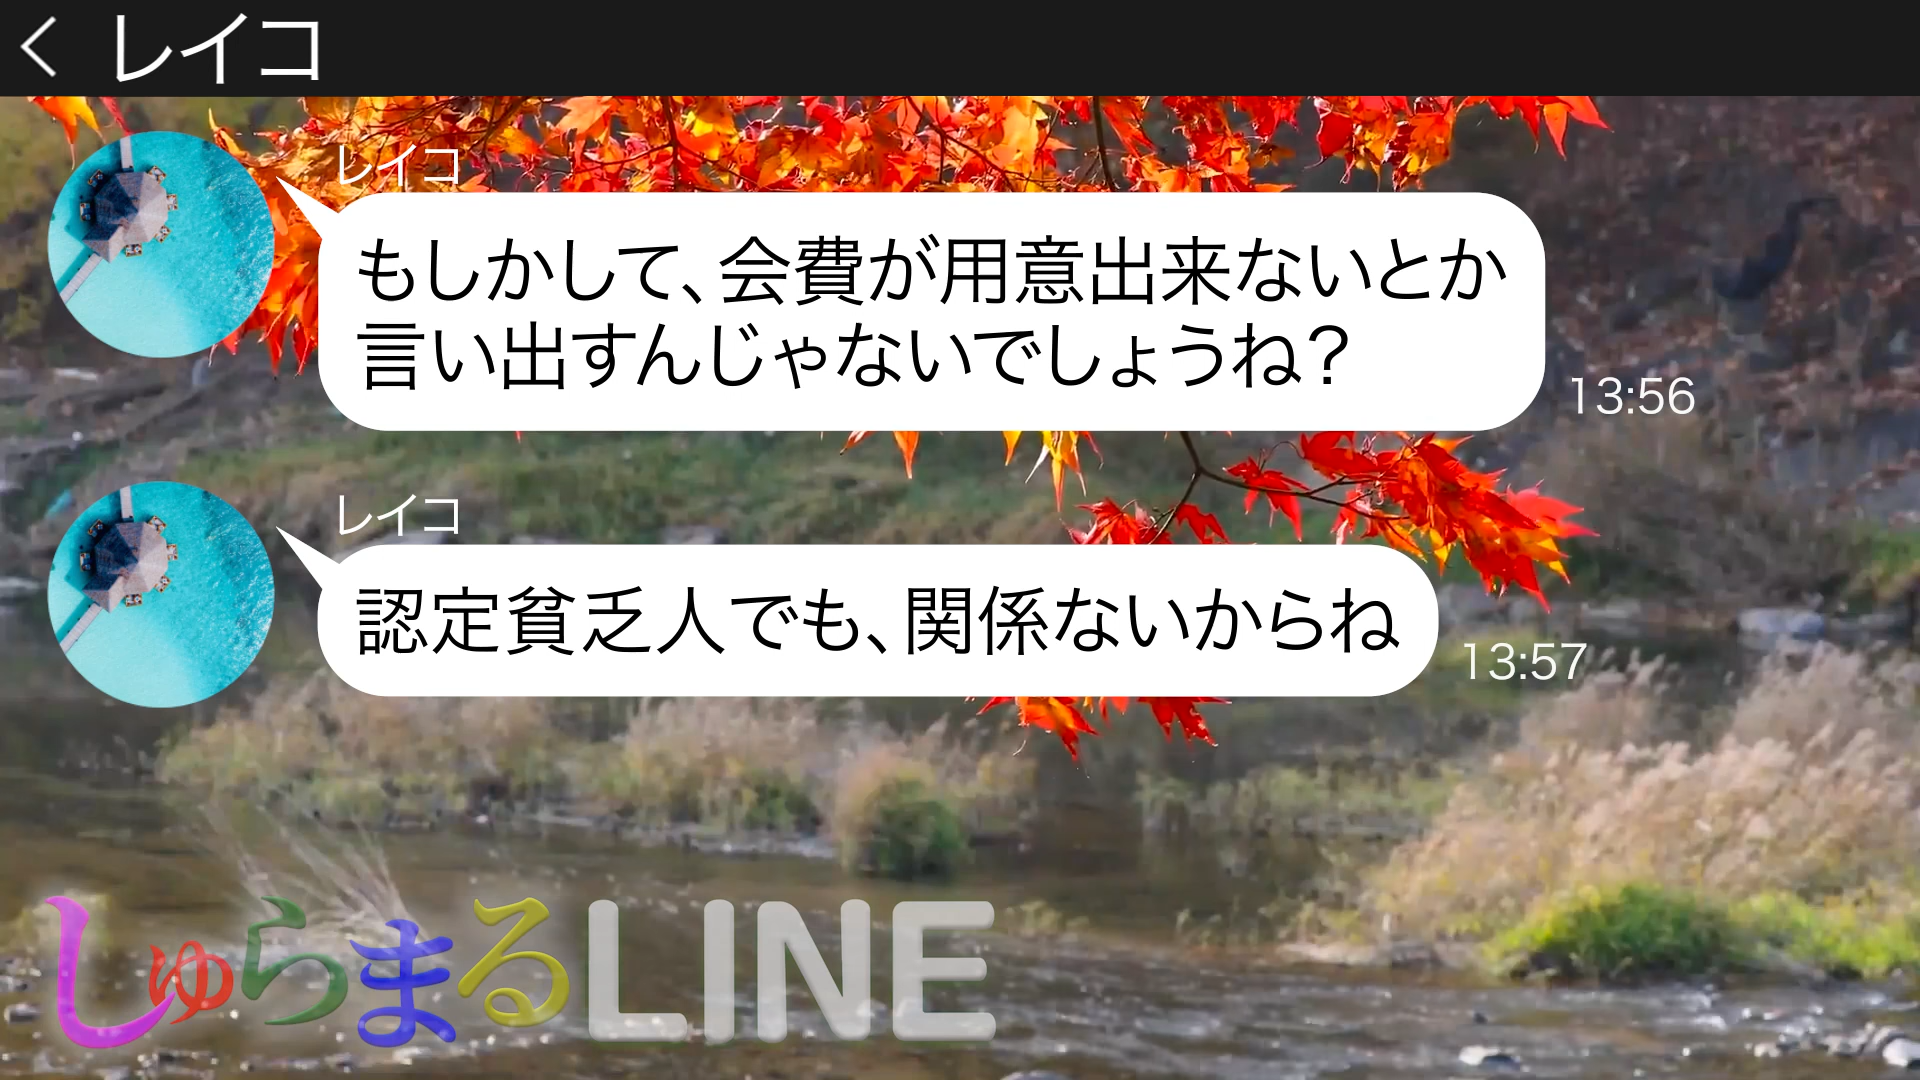 レイコ
レイコ
もしかして、会費が用意出来ないとか
言い出すんじゃないでしょうね？
13:56
レイコ
認定貧乏人でも、関係ないからね
13:57
しゅらまるLINE